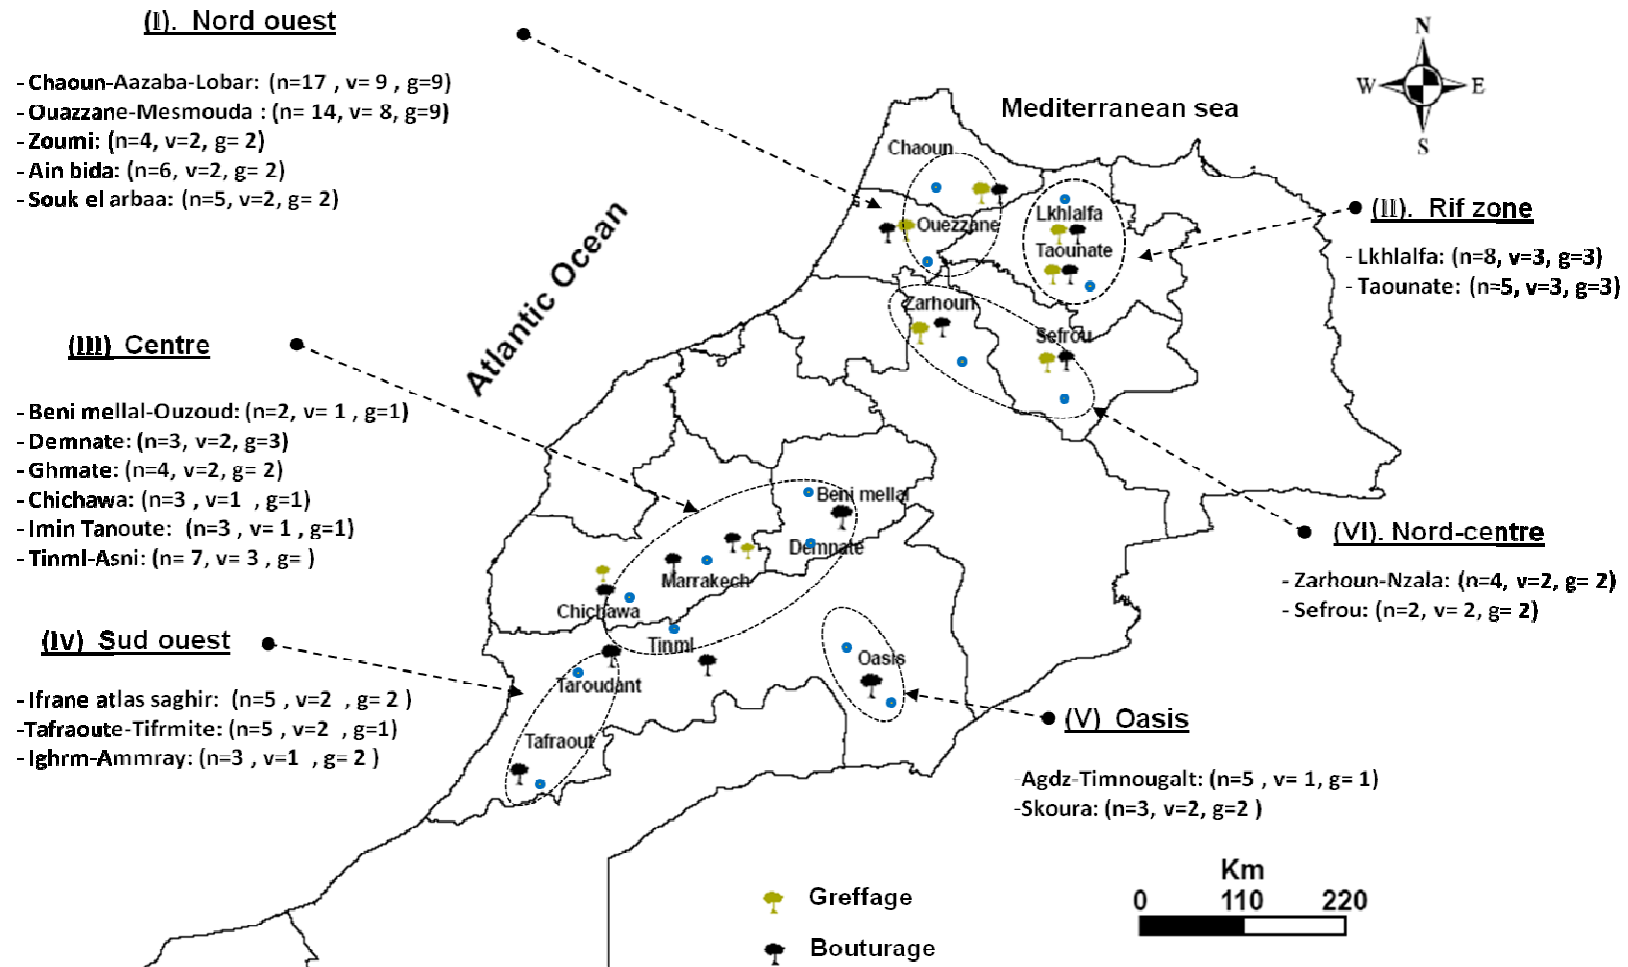 (I). Nord ouest
- Chaoun-Aazaba-Lobar: (n=17 , v= 9 , g=9)
- Ouazzane-Mesmouda : (n= 14, v= 8, g=9)
- Zoumi: (n=4, v=2, g= 2)
- Ain bida: (n=6, v=2, g= 2)
- Souk el arbaa: (n=5, v=2, g= 2)
(III) Centre
- Beni mellal-Ouzoud: (n=2, v= 1 , g=1)
- Demnate: (n=3, v=2, g=3)
- Ghmate: (n=4, v=2, g= 2)
- Chichawa: (n=3 , v=1 , g=1)
- Imin Tanoute: (n=3 , v= 1 , g=1)
- Tinml-Asni: (n= 7, v= 3 , g= )
(IV) Sud ouest
- Ifrane atlas saghir: (n=5 , v=2 , g= 2 )
-Tafraoute-Tifrmite: (n=5 , v=2 , g=1)
- Ighrm-Ammray: (n=3 , v=1 , g= 2 )
Atlantic Ocean
Mediterranean sea
N
W
E
S
Chaoun
Ouezzane
Lkhlalfa
Taounate
Zarhoun
Sefrou
Beni mellal
Demnate
Marrakech
Chichawa
Tinml
Taroudant
Tafraout
Oasis
(II). Rif zone
- Lkhlalfa: (n=8, v=3, g=3)
- Taounate: (n=5, v=3, g=3)
(VI). Nord-centre
- Zarhoun-Nzala: (n=4, v=2, g= 2)
- Sefrou: (n=2, v= 2, g= 2)
(V) Oasis
-Agdz-Timnougalt: (n=5 , v= 1, g= 1)
-Skoura: (n=3, v=2, g=2 )
Greffage
Bouturage
Km
0 110 220